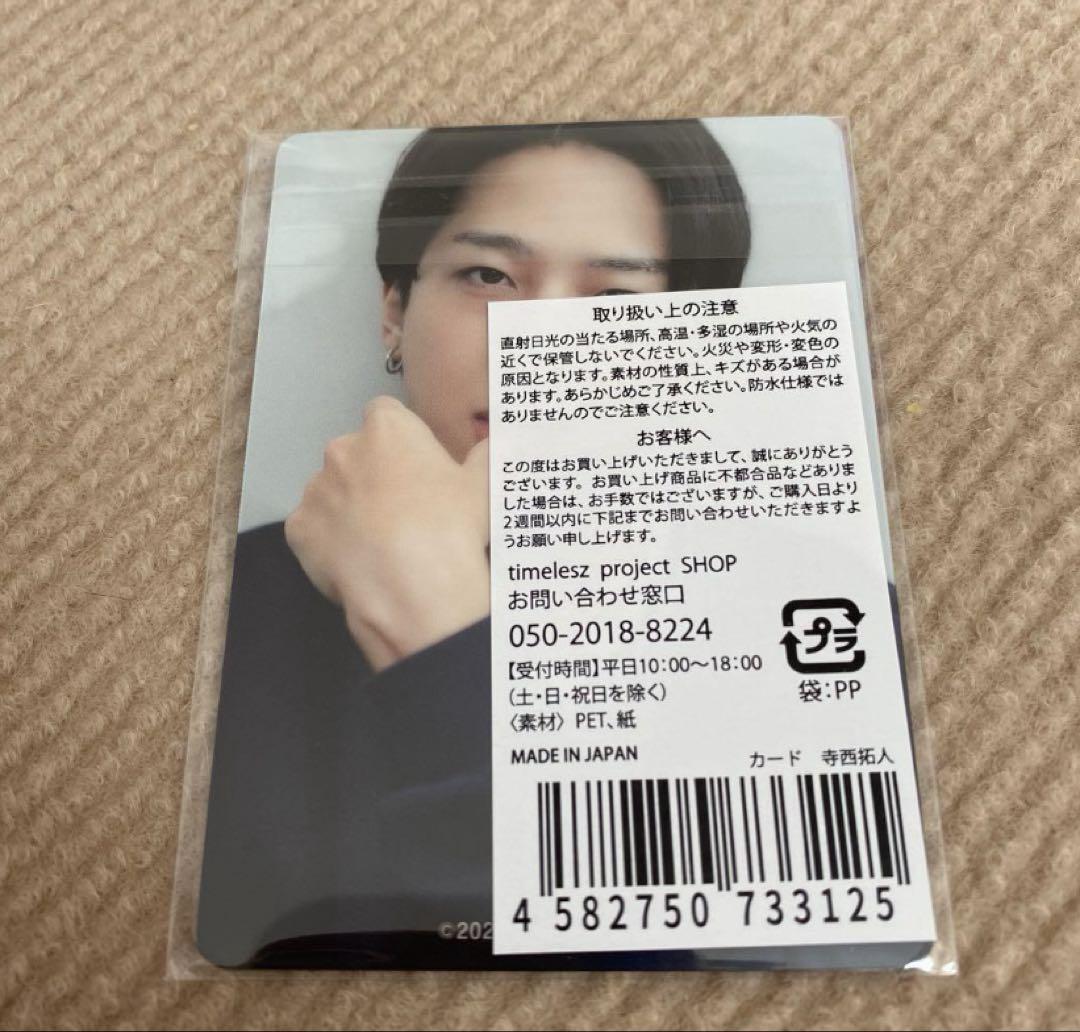 取り扱い上の注意
直射日光の当たる場所、高温・多湿の場所や火気の
近くで保管しないでください。火災や変形・変色の
原因となります。素材の性質上、キズがある場合が
あります。あらかじめご了承ください。防水仕様では
ありませんのでご注意ください。
お客様へ
この度はお買い上げいただきまして、誠にありがとう
ございます。お買い上げ商品に不都合品などありま
した場合は、お手数ではございますが、ご購入日より
2週間以内に下記までお問い合わせいただきますよ
うお願い申し上げます。
timelesz project SHOP
お問い合わせ窓口
050-2018-8224
【受付時間】平日10:00～18:00
(土・日・祝日を除く)
〈素材〉PET、紙
プラ
袋:PP
MADE IN JAPAN
カード 寺西拓人
4 582750 733125
©202